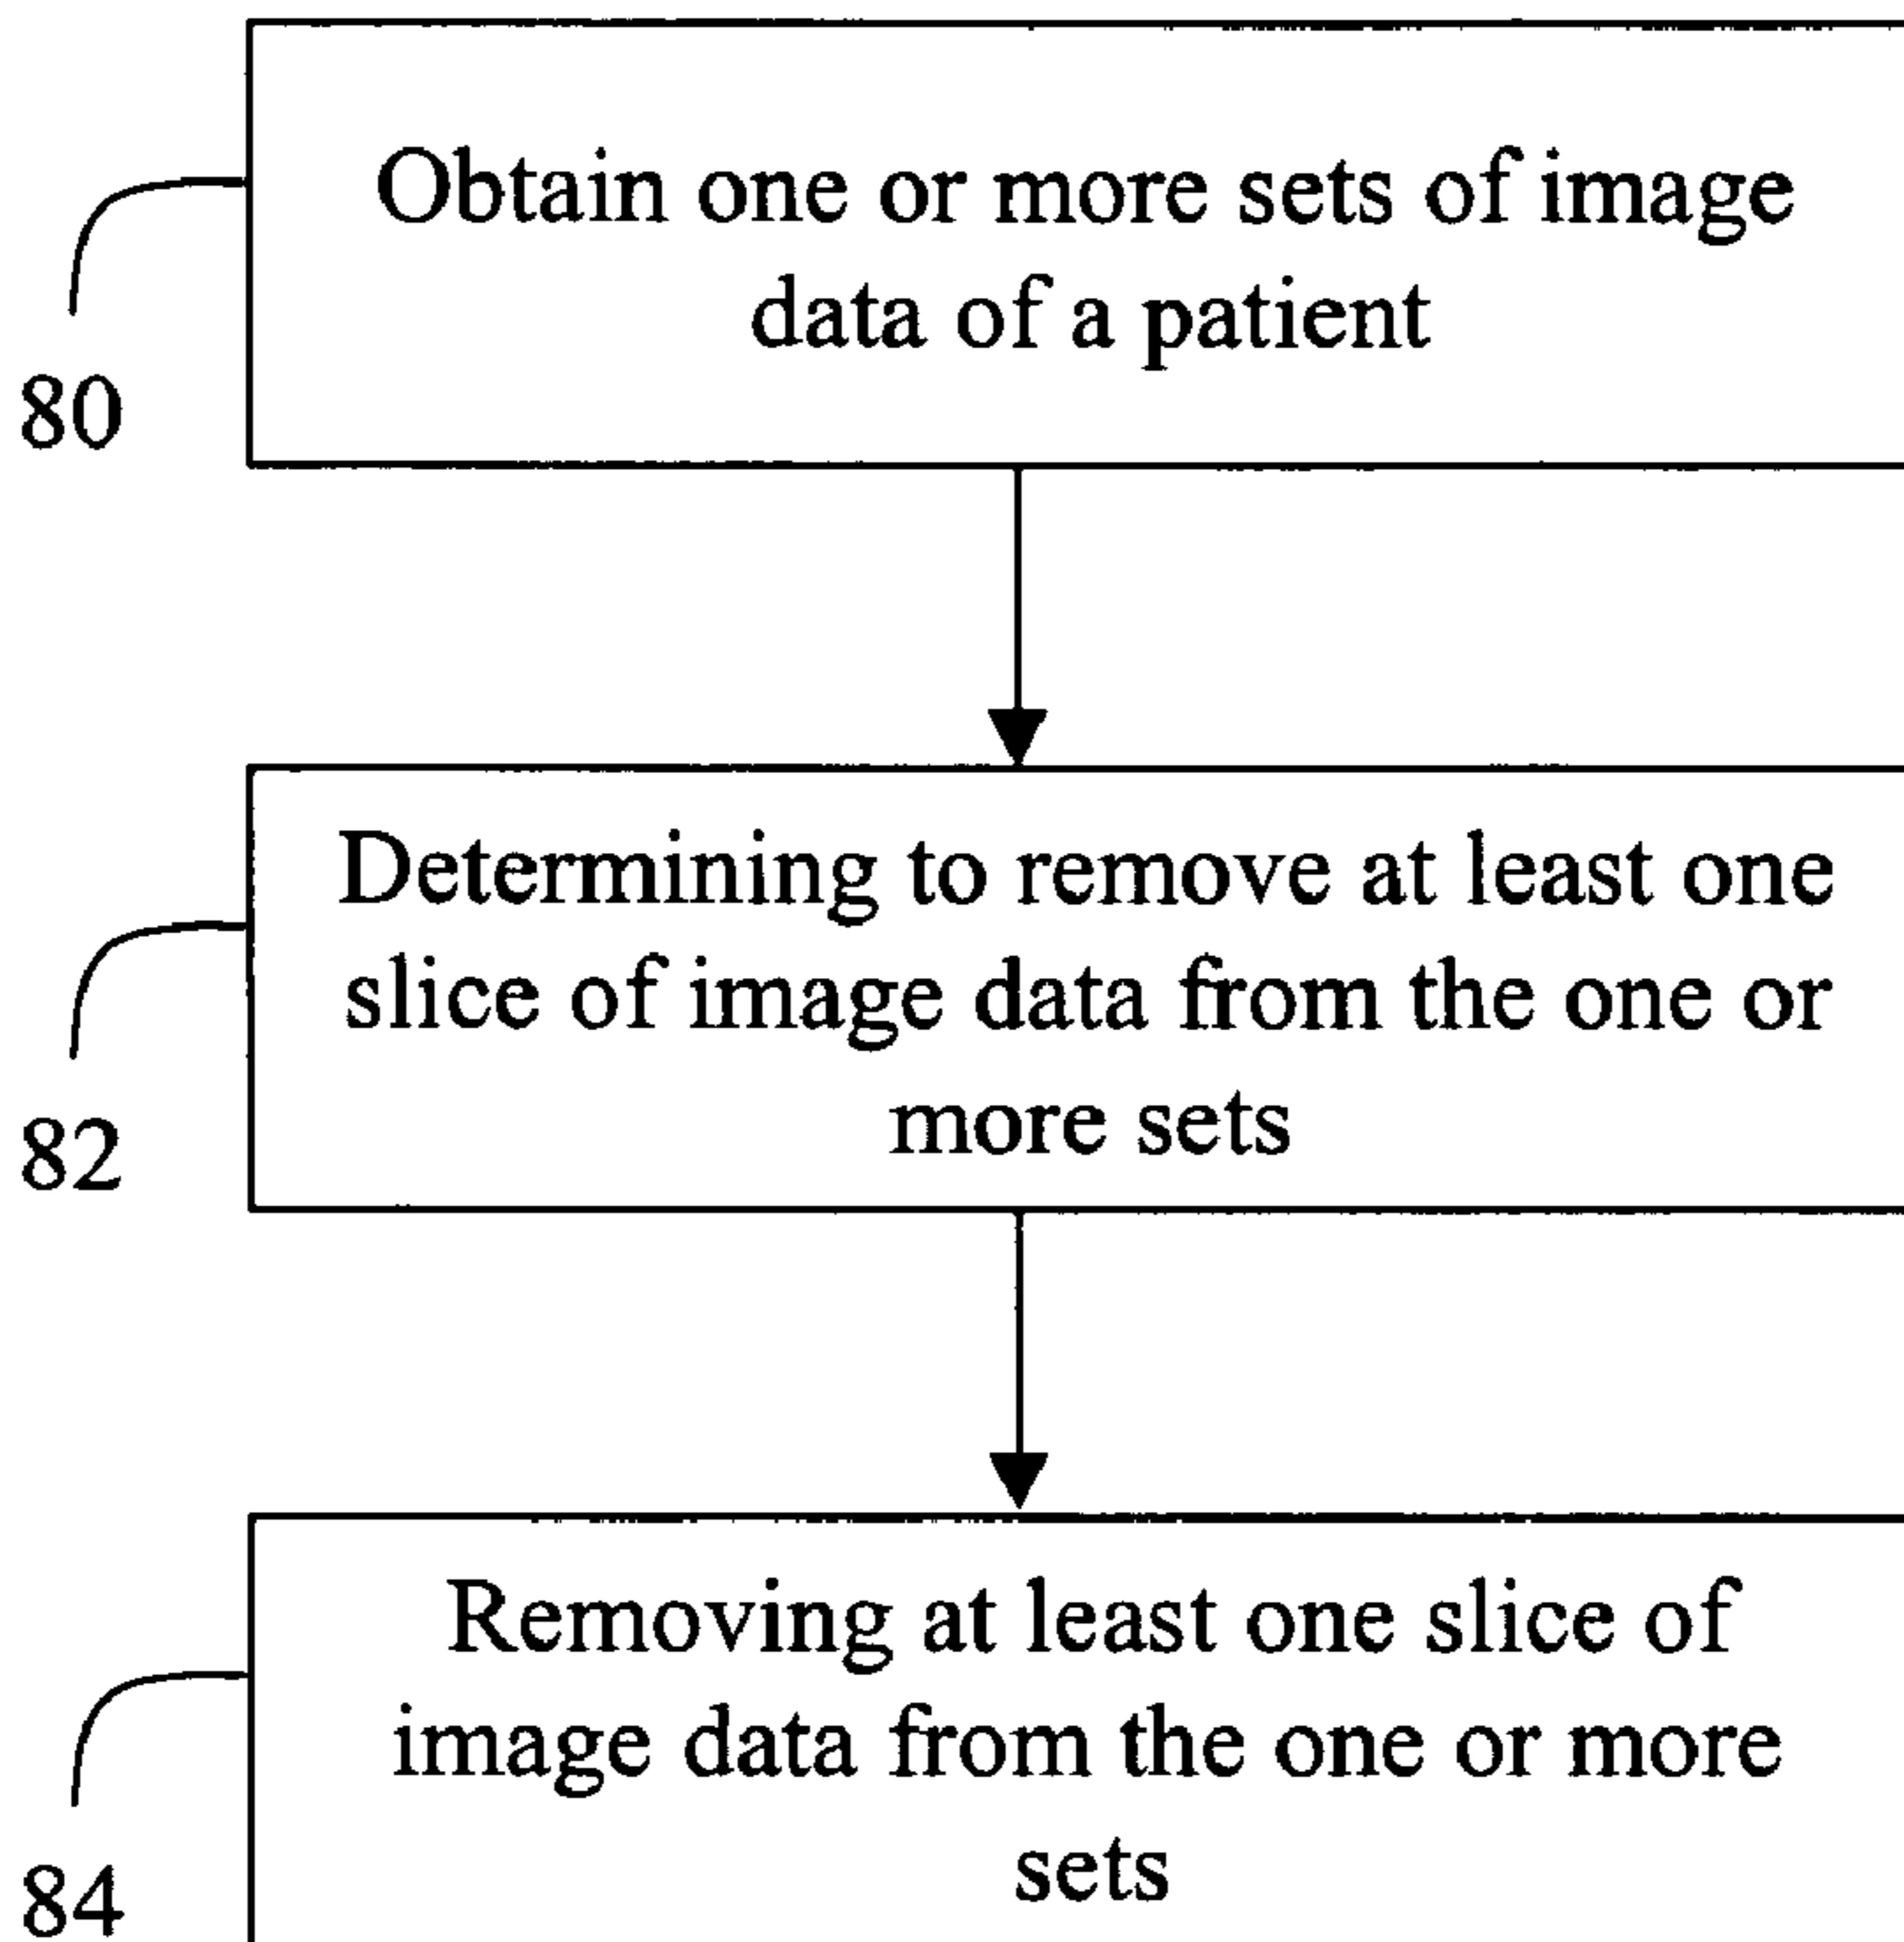 Obtain one or more sets of image
data of a patient
80
Determining to remove at least one
slice of image data from the one or
more sets
82
Removing at least one slice of
image data from the one or more
sets
84